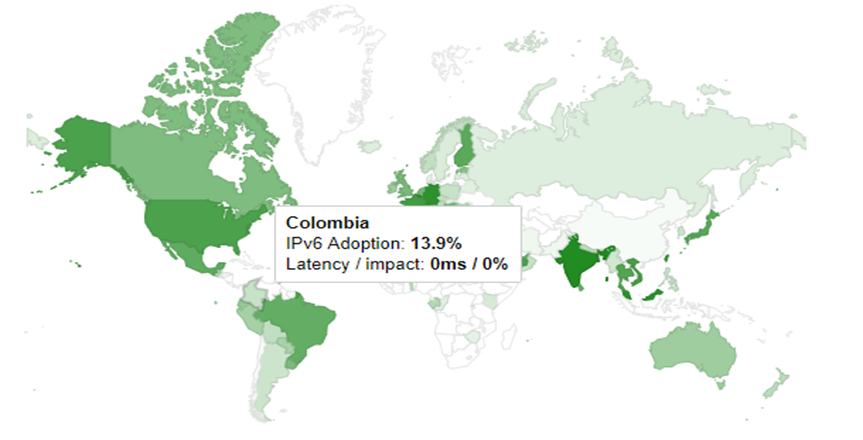 Colombia
IPv6 Adoption: 13.9%
Latency / impact: 0ms / 0%